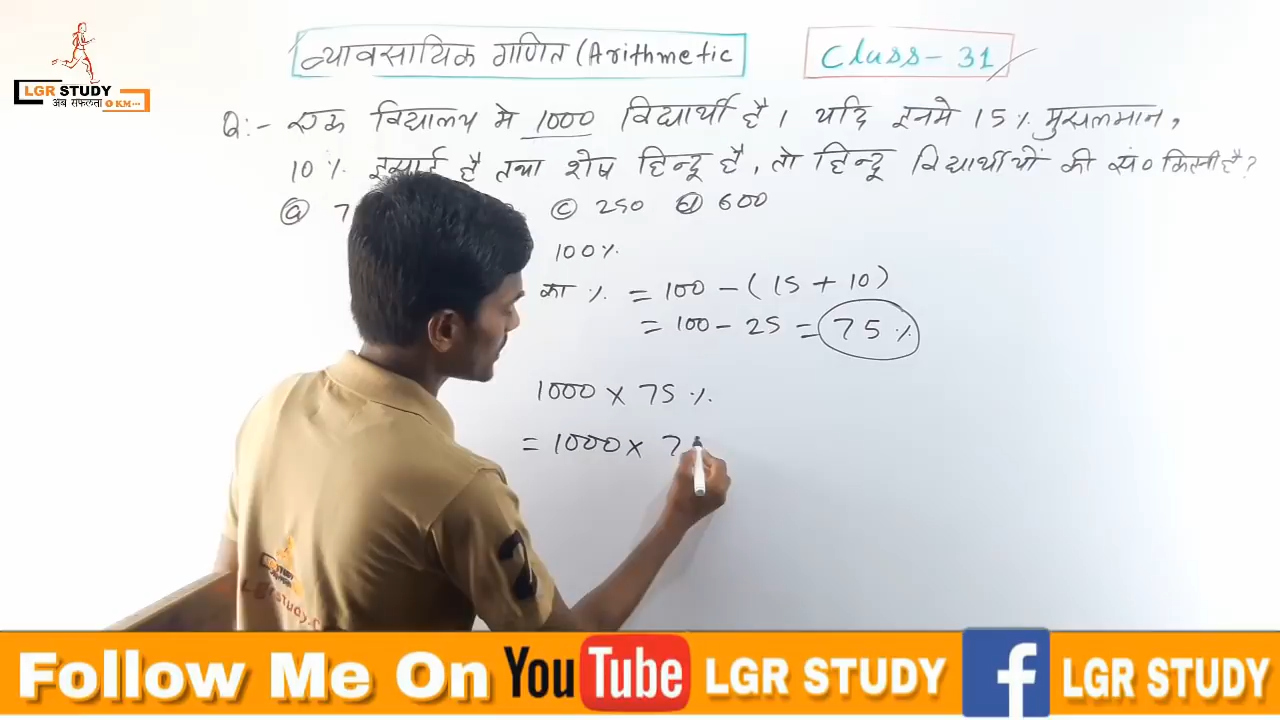 LGR STUDY
अब सफलता 0 KM...
व्यावसायिक गणित (Arithmetic
Class - 31
Q:- एक विद्यालय मे 1000 विद्यार्थी है। यदि इनमे 15% मुसलमान,
10% इसाई है तथा शेष हिन्दू है, तो हिन्दू विद्यार्थीयों की सं० कितनी है?
(a) 7 (c) 250 (d) 600
100%
का % = 100 - (15 + 10)
= 100 - 25 = 75%
1000 x 75%
= 1000 x 7
Follow Me On YouTube LGR STUDY f LGR STUDY